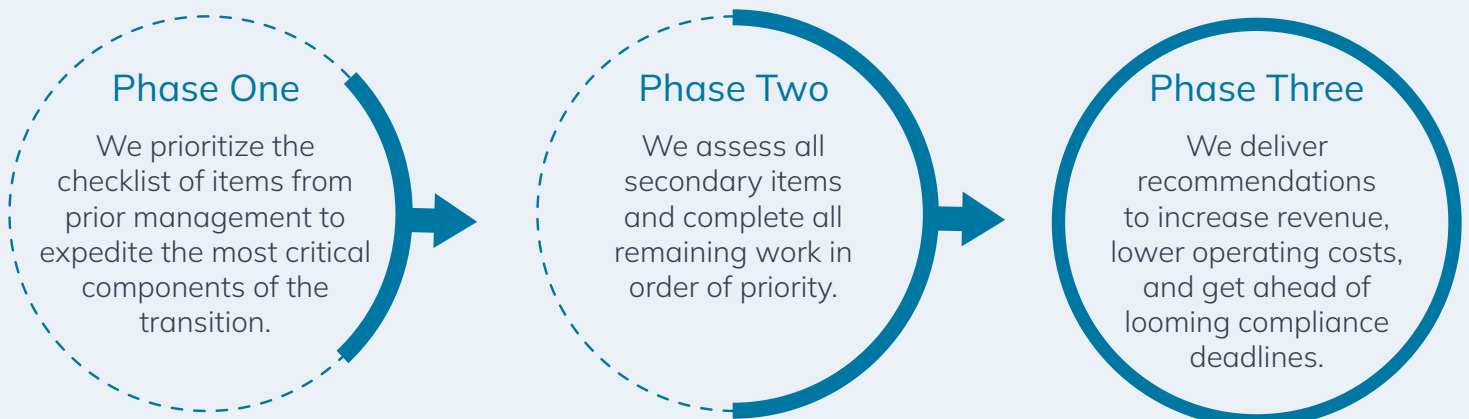 Phase One
We prioritize the
checklist of items from
prior management to
expedite the most critical
components of the
transition.
Phase Two
We assess all
secondary items
and complete all
remaining work in
order of priority.
Phase Three
We deliver
recommendations
to increase revenue,
lower operating costs,
and get ahead of
looming compliance
deadlines.